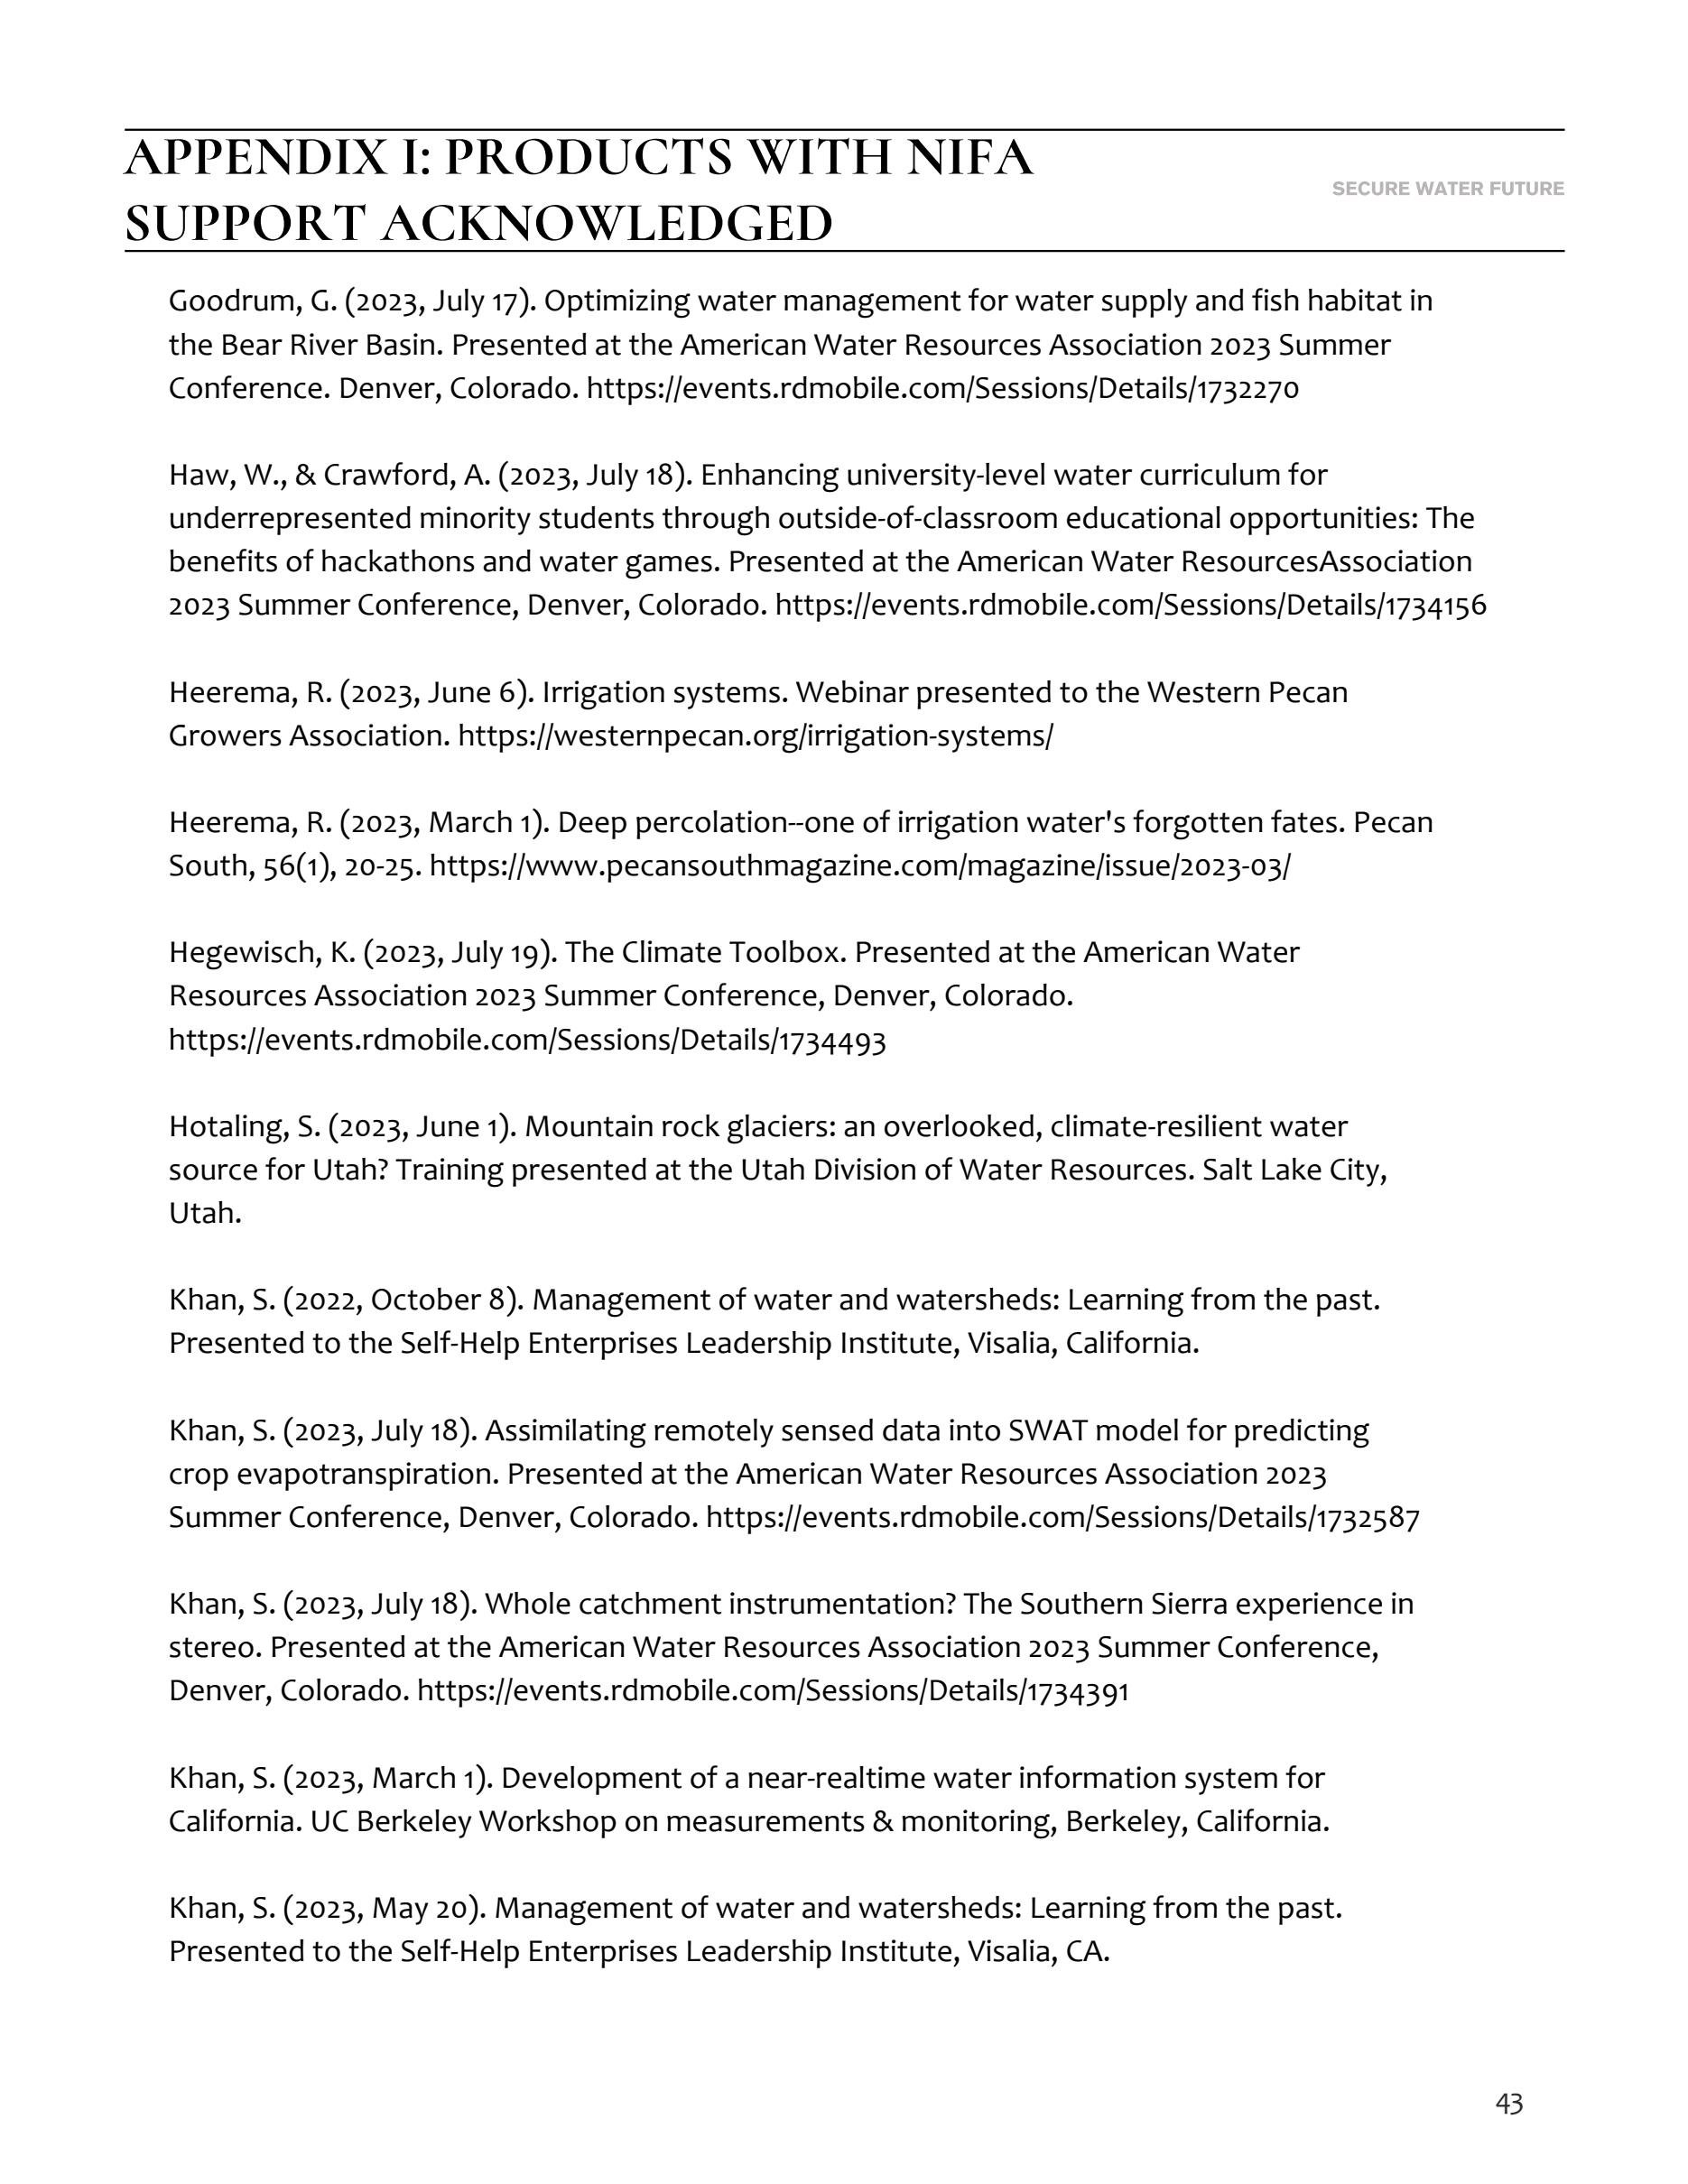 APPENDIX I: PRODUCTS WITH NIFA
SUPPORT ACKNOWLEDGED
SECURE WATER FUTURE
Goodrum, G. (2023, July 17). Optimizing water management for water supply and fish habitat in
the Bear River Basin. Presented at the American Water Resources Association 2023 Summer
Conference. Denver, Colorado. https://events.rdmobile.com/Sessions/Details/1732270
Haw, W., & Crawford, A. (2023, July 18). Enhancing university-level water curriculum for
underrepresented minority students through outside-of-classroom educational opportunities: The
benefits of hackathons and water games. Presented at the American Water ResourcesAssociation
2023 Summer Conference, Denver, Colorado. https://events.rdmobile.com/Sessions/Details/1734156
Heerema, R. (2023, June 6). Irrigation systems. Webinar presented to the Western Pecan
Growers Association. https://westernpecan.org/irrigation-systems/
Heerema, R. (2023, March 1). Deep percolation--one of irrigation water's forgotten fates. Pecan
South, 56(1), 20-25. https://www.pecansouthmagazine.com/magazine/issue/2023-03/
Hegewisch, K. (2023, July 19). The Climate Toolbox. Presented at the American Water
Resources Association 2023 Summer Conference, Denver, Colorado.
https://events.rdmobile.com/Sessions/Details/1734493
Hotaling, S. (2023, June 1). Mountain rock glaciers: an overlooked, climate-resilient water
source for Utah? Training presented at the Utah Division of Water Resources. Salt Lake City,
Utah.
Khan, S. (2022, October 8). Management of water and watersheds: Learning from the past.
Presented to the Self-Help Enterprises Leadership Institute, Visalia, California.
Khan, S. (2023, July 18). Assimilating remotely sensed data into SWAT model for predicting
crop evapotranspiration. Presented at the American Water Resources Association 2023
Summer Conference, Denver, Colorado. https://events.rdmobile.com/Sessions/Details/1732587
Khan, S. (2023, July 18). Whole catchment instrumentation? The Southern Sierra experience in
stereo. Presented at the American Water Resources Association 2023 Summer Conference,
Denver, Colorado. https://events.rdmobile.com/Sessions/Details/1734391
Khan, S. (2023, March 1). Development of a near-realtime water information system for
California. UC Berkeley Workshop on measurements & monitoring, Berkeley, California.
Khan, S. (2023, May 20). Management of water and watersheds: Learning from the past.
Presented to the Self-Help Enterprises Leadership Institute, Visalia, CA.
43